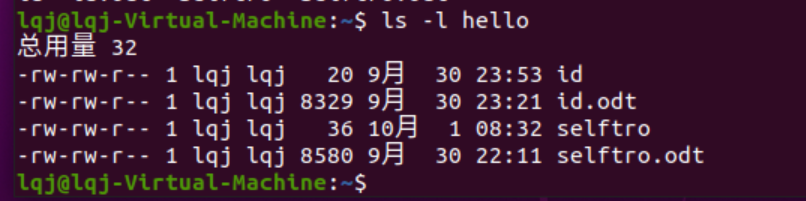 lqj@lqj-Virtual-Machine:~$ ls -l hello
总用量 32
-rw-rw-r-- 1 lqj lqj   20 9月  30 23:53 id
-rw-rw-r-- 1 lqj lqj 8329 9月  30 23:21 id.odt
-rw-rw-r-- 1 lqj lqj   36 10月  1 08:32 selftro
-rw-rw-r-- 1 lqj lqj 8580 9月  30 22:11 selftro.odt
lqj@lqj-Virtual-Machine:~$